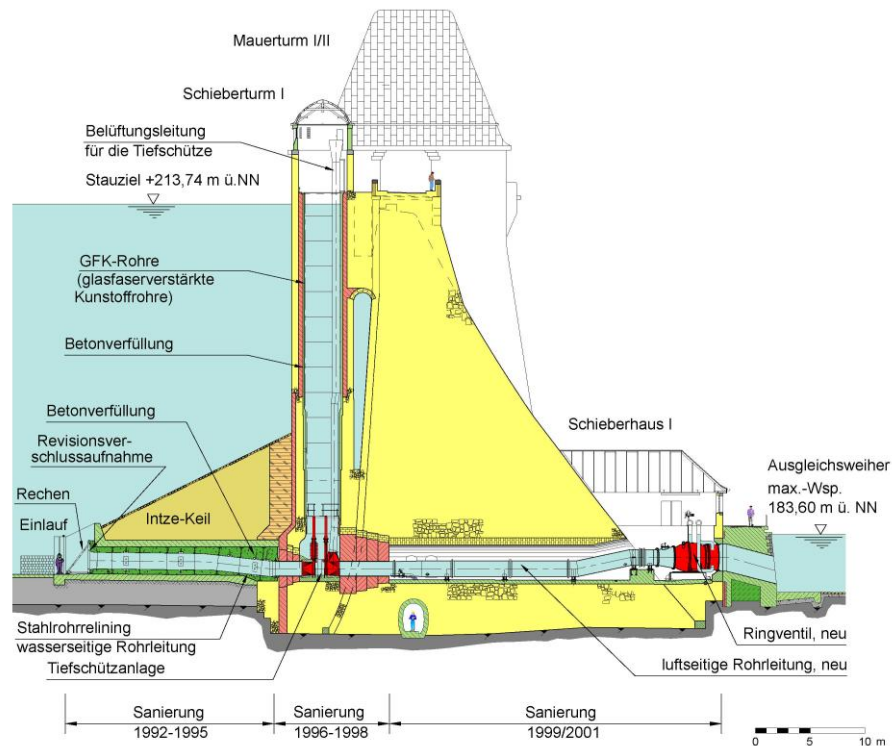 Mauerturm I/II
Schieberturm I
Belüftungsleitung
für die Tiefschütze
Stauziel +213,74 m ü.NN
GFK-Rohre
(glasfaserverstärkte
Kunstoffrohre)
Betonverfüllung
Betonverfüllung
Revisionsver-
schlussaufnahme
Rechen
Einlauf
Intze-Keil
Schieberhaus I
Ausgleichsweiher
max.-Wsp.
183,60 m ü. NN
Stahlrohrrelining
wasserseitige Rohrleitung
Tiefschützanlage
Ringventil, neu
luftseitige Rohrleitung, neu
Sanierung
1992-1995
Sanierung
1996-1998
Sanierung
1999/2001
0 5 10 m